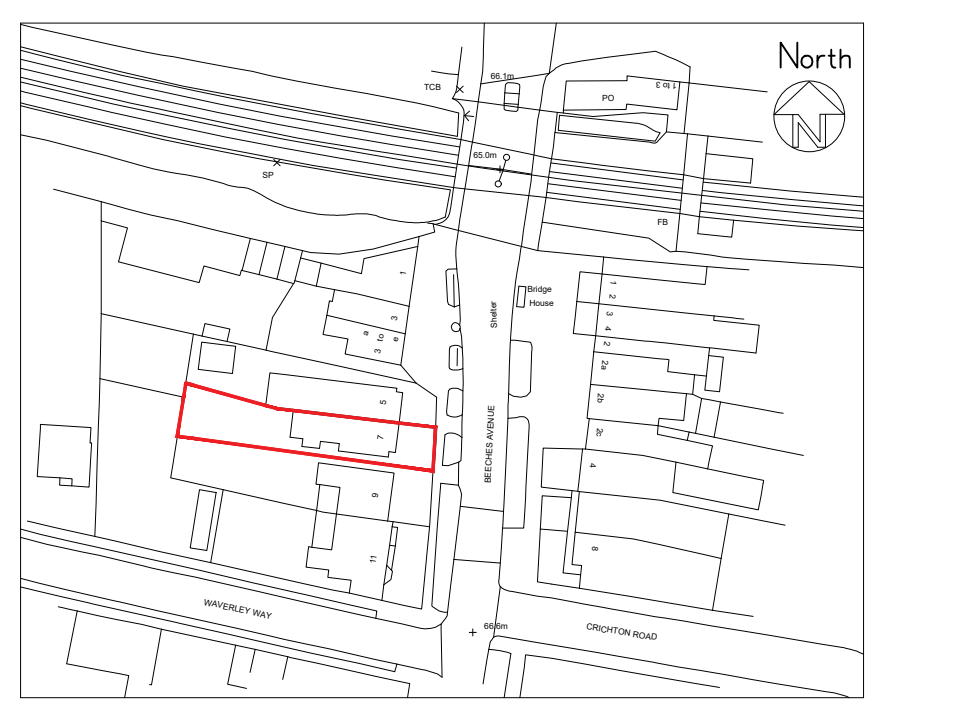 North
N
66.1m
TCB
1 to 3
PO
65.0m
SP
FB
1
Bridge
House
Shelter
1
2
3
4
2
2a
2b
2c
4
8
3
a
to
e
3
5
7
9
11
BEECHES AVENUE
WAVERLEY WAY
66.6m
CRICHTON ROAD